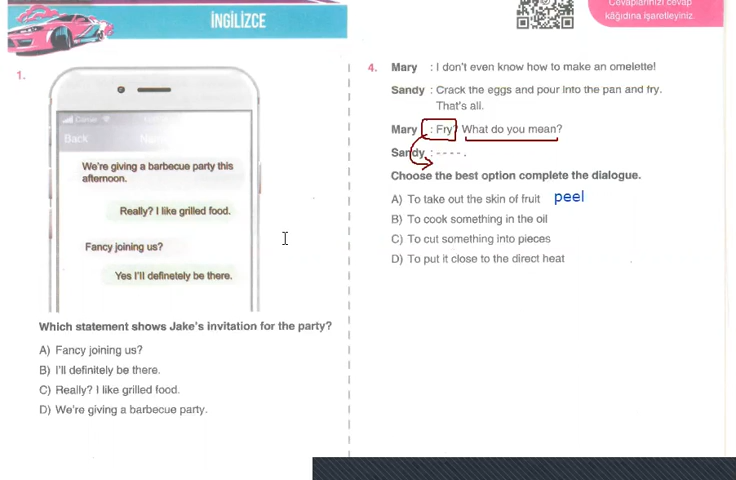 İNGİLİZCE
Cevaplarınızı cevap
kâğıdına işaretleyiniz.
1.
Back
We're giving a barbecue party this
afternoon.
Really? I like grilled food.
Fancy joining us?
Yes I'll definetely be there.
Which statement shows Jake's invitation for the party?
A) Fancy joining us?
B) I'll definitely be there.
C) Really? I like grilled food.
D) We're giving a barbecue party.
4. Mary : I don't even know how to make an omelette!
Sandy : Crack the eggs and pour into the pan and fry.
That's all.
Mary : Fry? What do you mean?
Sandy : - - - - .
Choose the best option complete the dialogue.
A) To take out the skin of fruit peel
B) To cook something in the oil
C) To cut something into pieces
D) To put it close to the direct heat